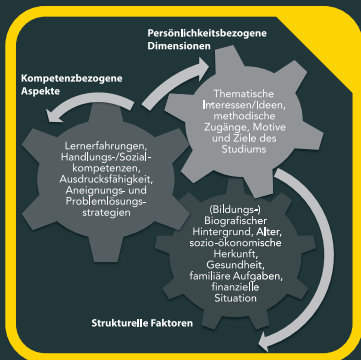 Persönlichkeitsbezogene
Dimensionen
Kompetenzbezogene
Aspekte
Thematische
Interessen/Ideen,
methodische
Zugänge, Motive
und Ziele des
Studiums
Lernerfahrungen,
Handlungs-/Sozial-
kompetenzen,
Ausdrucksfähigkeit,
Aneignungs- und
Problemlösungs-
strategien
(Bildungs-)
Biografischer
Hintergrund, Alter,
sozio-ökonomische
Herkunft,
Gesundheit,
familiäre Aufgaben,
finanzielle
Situation
Strukturelle Faktoren